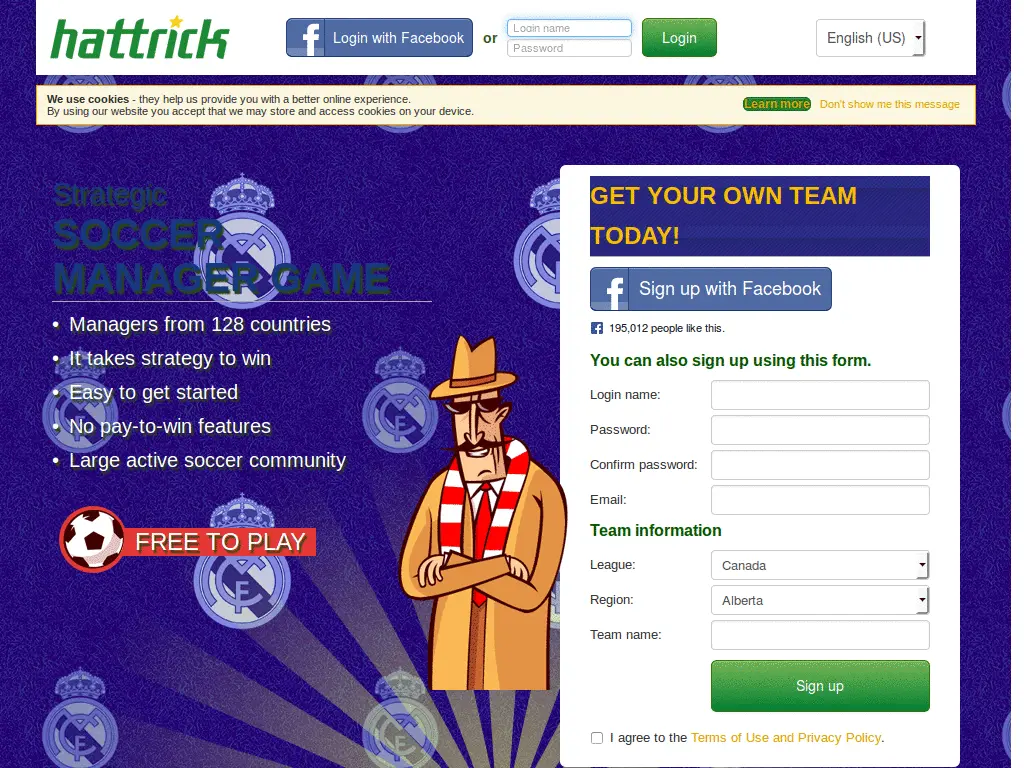 hattrick
Login with Facebook
or
Login name
Password
Login
English (US)
We use cookies - they help us provide you with a better online experience.
By using our website you accept that we may store and access cookies on your device.
Learn more
Don't show me this message
Strategic
SOCCER
MANAGER GAME
• Managers from 128 countries
• It takes strategy to win
• Easy to get started
• No pay-to-win features
• Large active soccer community
FREE TO PLAY
GET YOUR OWN TEAM
TODAY!
Sign up with Facebook
195,012 people like this.
You can also sign up using this form.
Login name:
Password:
Confirm password:
Email:
Team information
League:
Canada
Region:
Alberta
Team name:
Sign up
I agree to the Terms of Use and Privacy Policy.